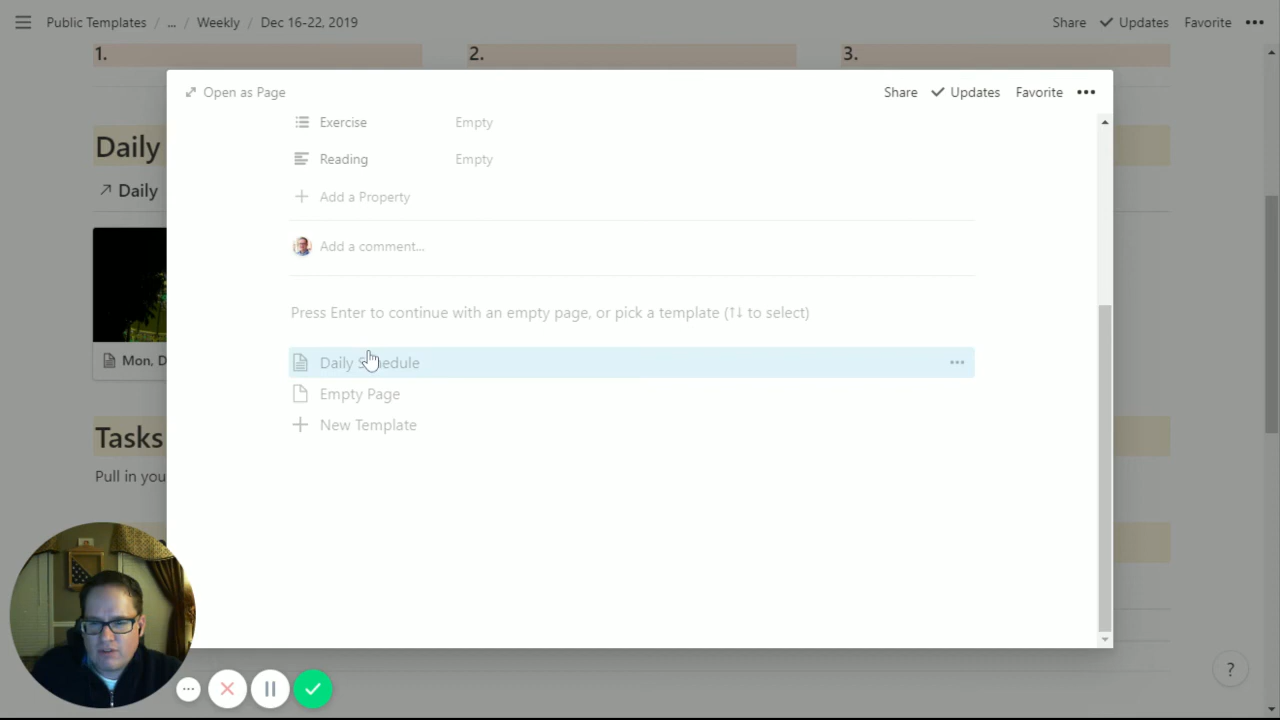 Public Templates / ... / Weekly / Dec 16-22, 2019
Share Updates Favorite •••
1. 2. 3.
Open as Page
Share Updates Favorite •••
Exercise Empty
Reading Empty
Add a Property
Add a comment...
Press Enter to continue with an empty page, or pick a template (↑↓ to select)
Daily Schedule •••
Empty Page
New Template
Daily
Daily
Mon, D
Tasks
Pull in you
?